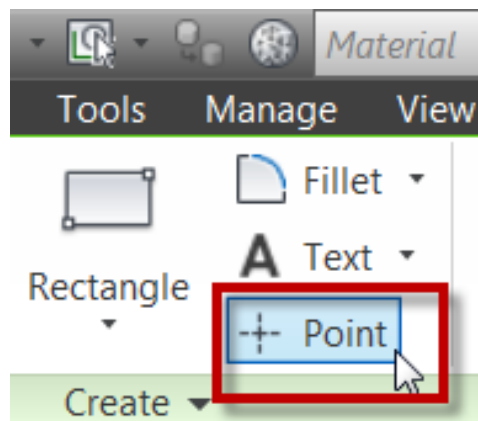 Material
Tools Manage View
Fillet
A Text
Rectangle
Point
Create